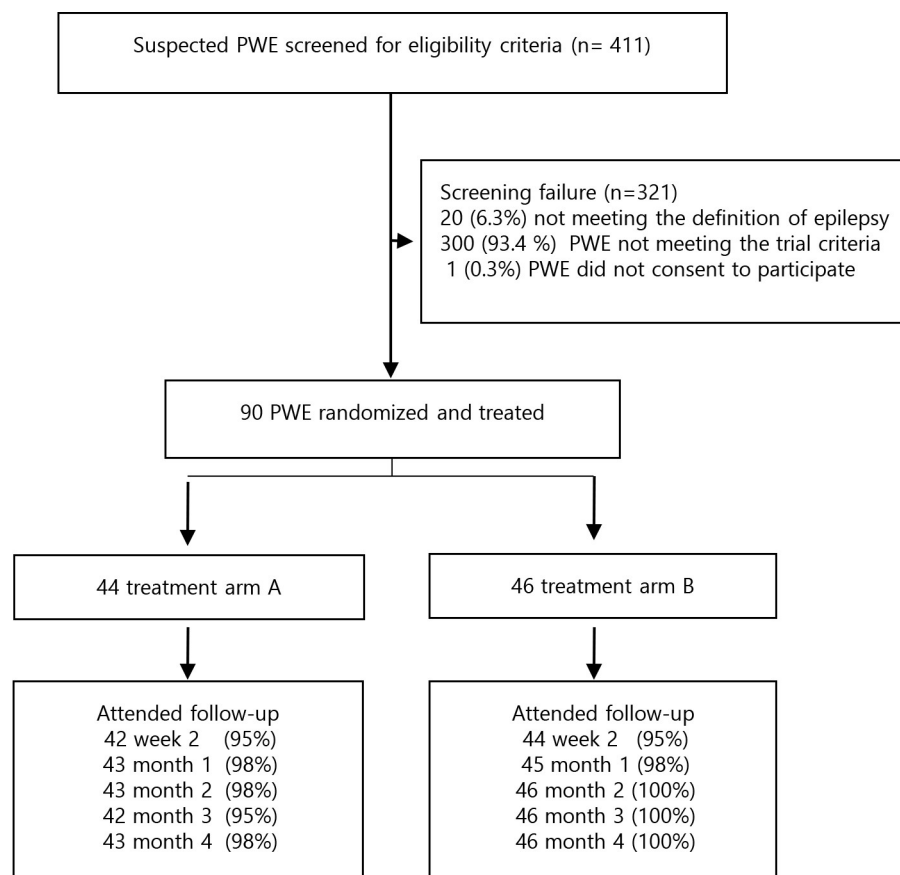 Suspected PWE screened for eligibility criteria (n= 411)
Screening failure (n=321)
20 (6.3%) not meeting the definition of epilepsy
300 (93.4 %) PWE not meeting the trial criteria
1 (0.3%) PWE did not consent to participate
90 PWE randomized and treated
44 treatment arm A
46 treatment arm B
Attended follow-up
42 week 2 (95%)
43 month 1 (98%)
43 month 2 (98%)
42 month 3 (95%)
43 month 4 (98%)
Attended follow-up
44 week 2 (95%)
45 month 1 (98%)
46 month 2 (100%)
46 month 3 (100%)
46 month 4 (100%)